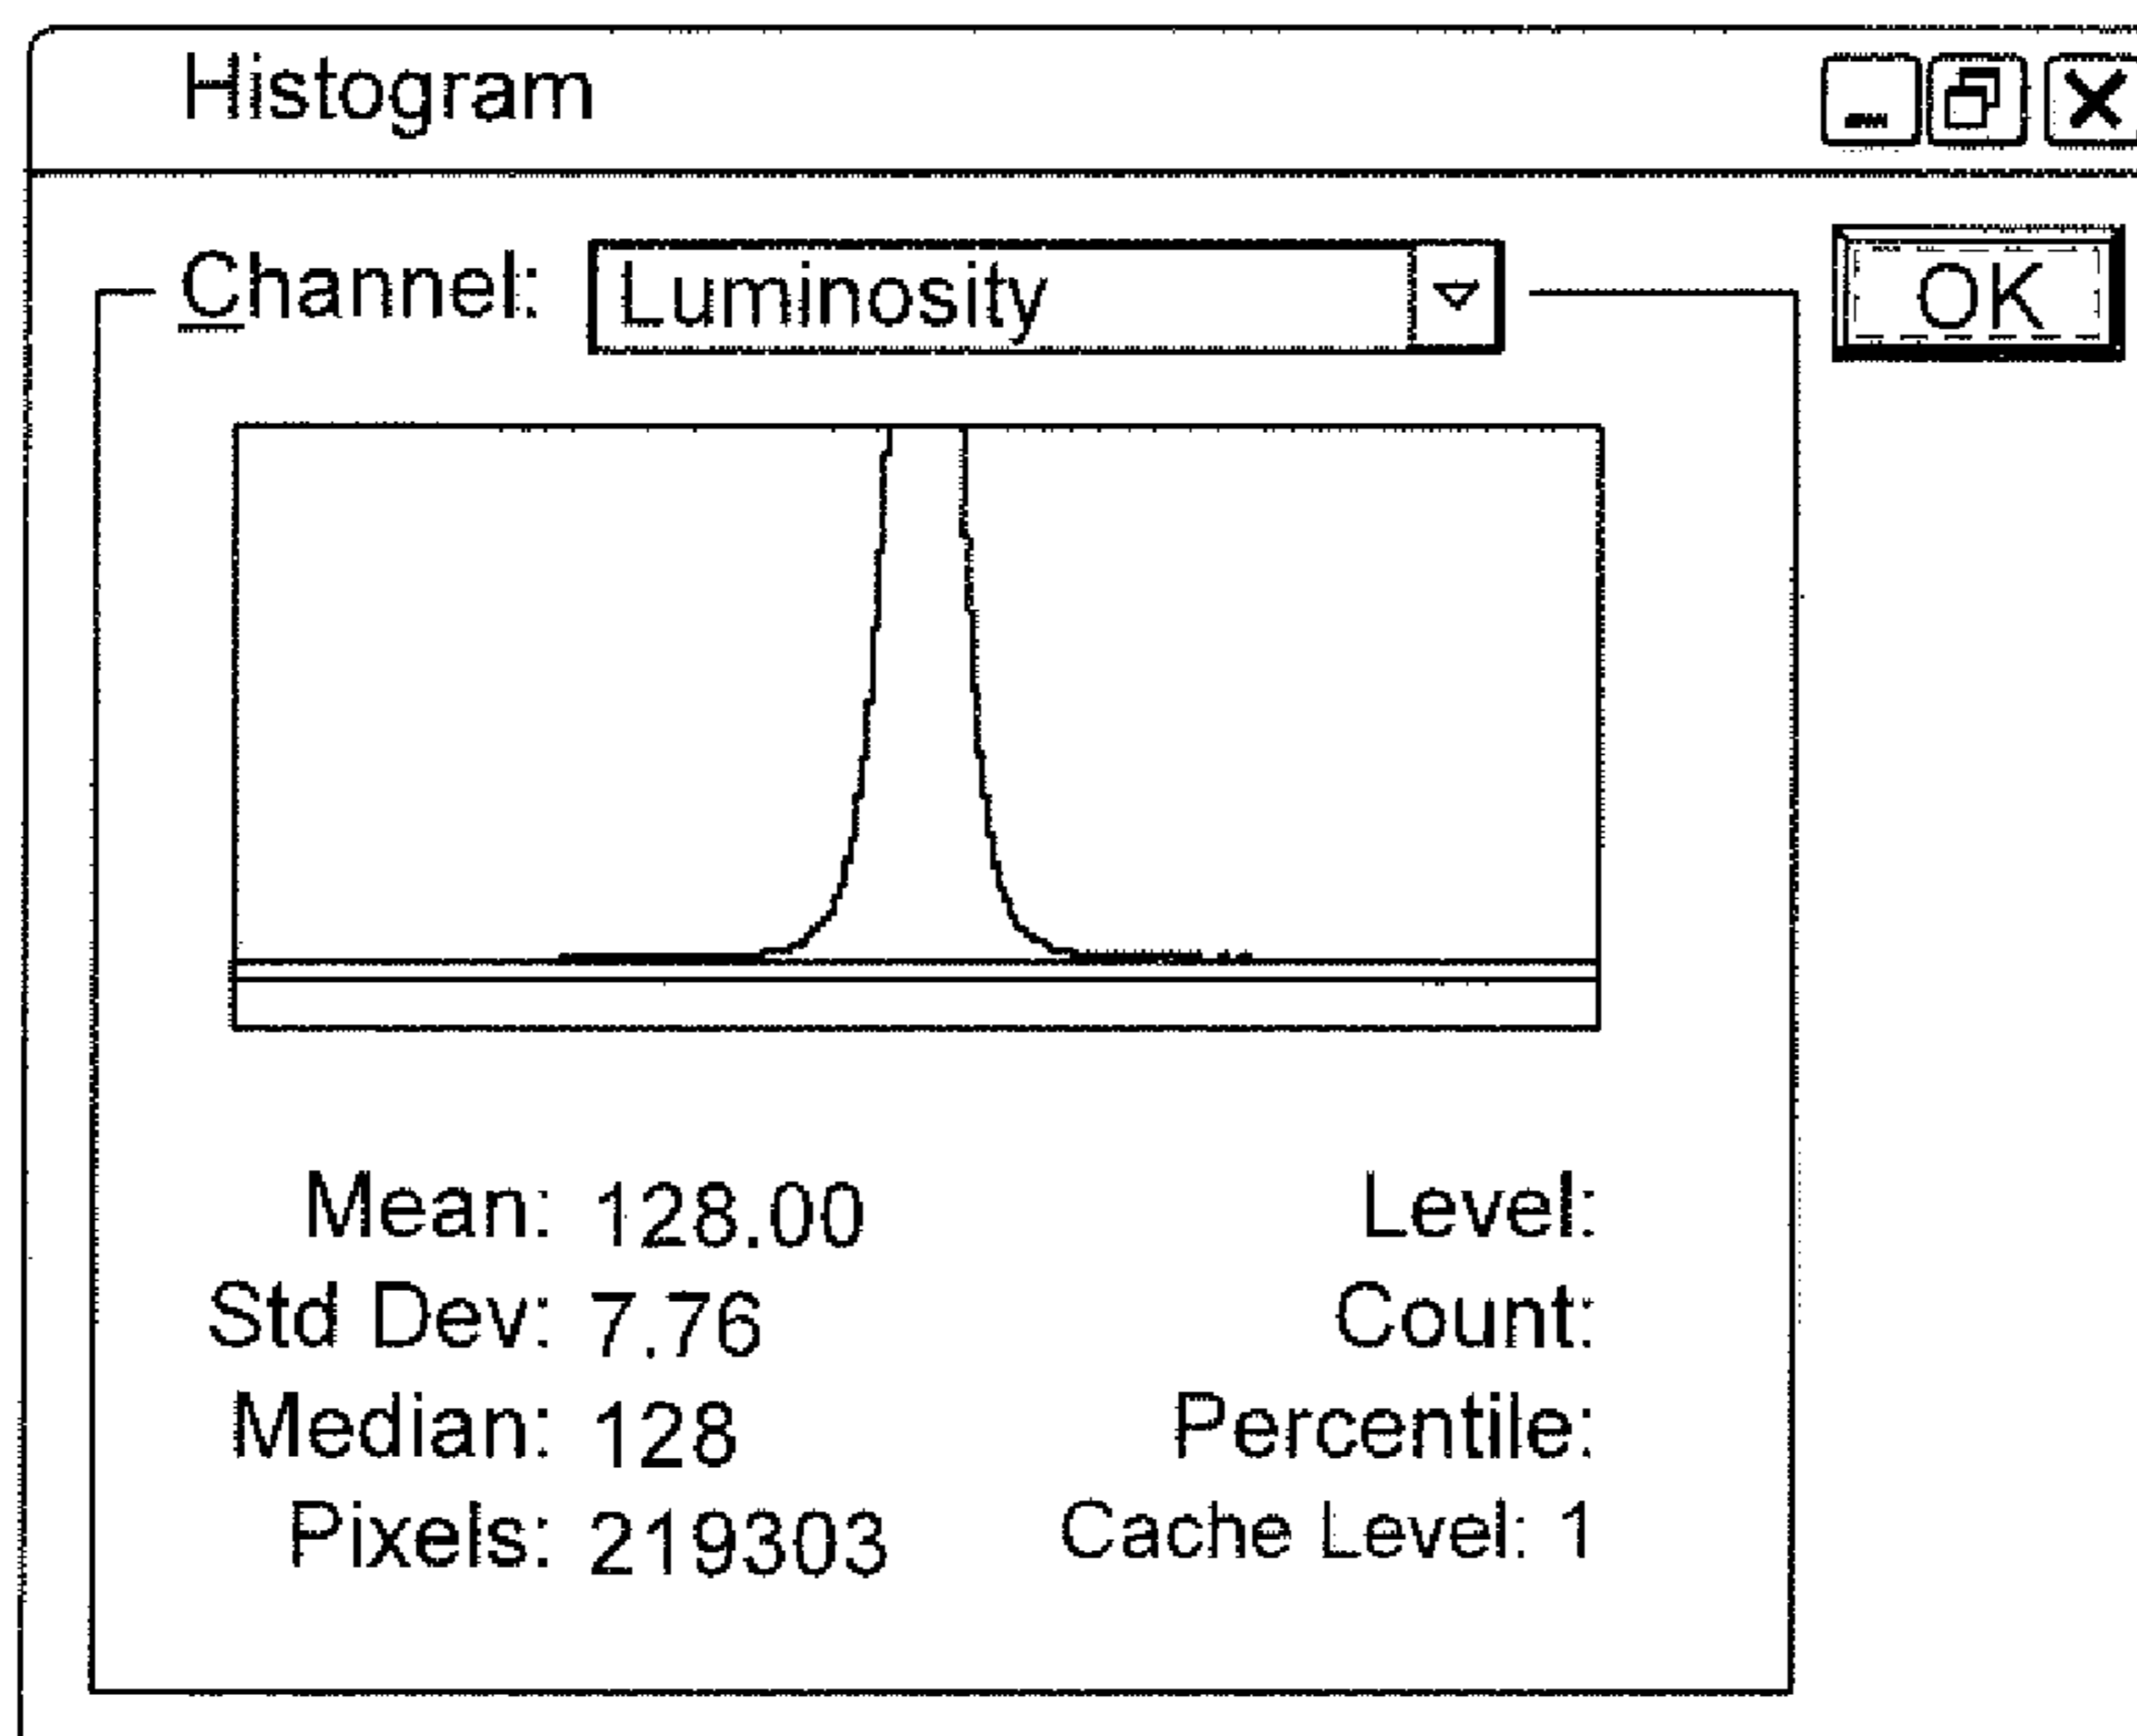 Histogram
Channel: Luminosity
OK
Mean: 128.00 Level:
Std Dev: 7.76 Count:
Median: 128 Percentile:
Pixels: 219303 Cache Level: 1